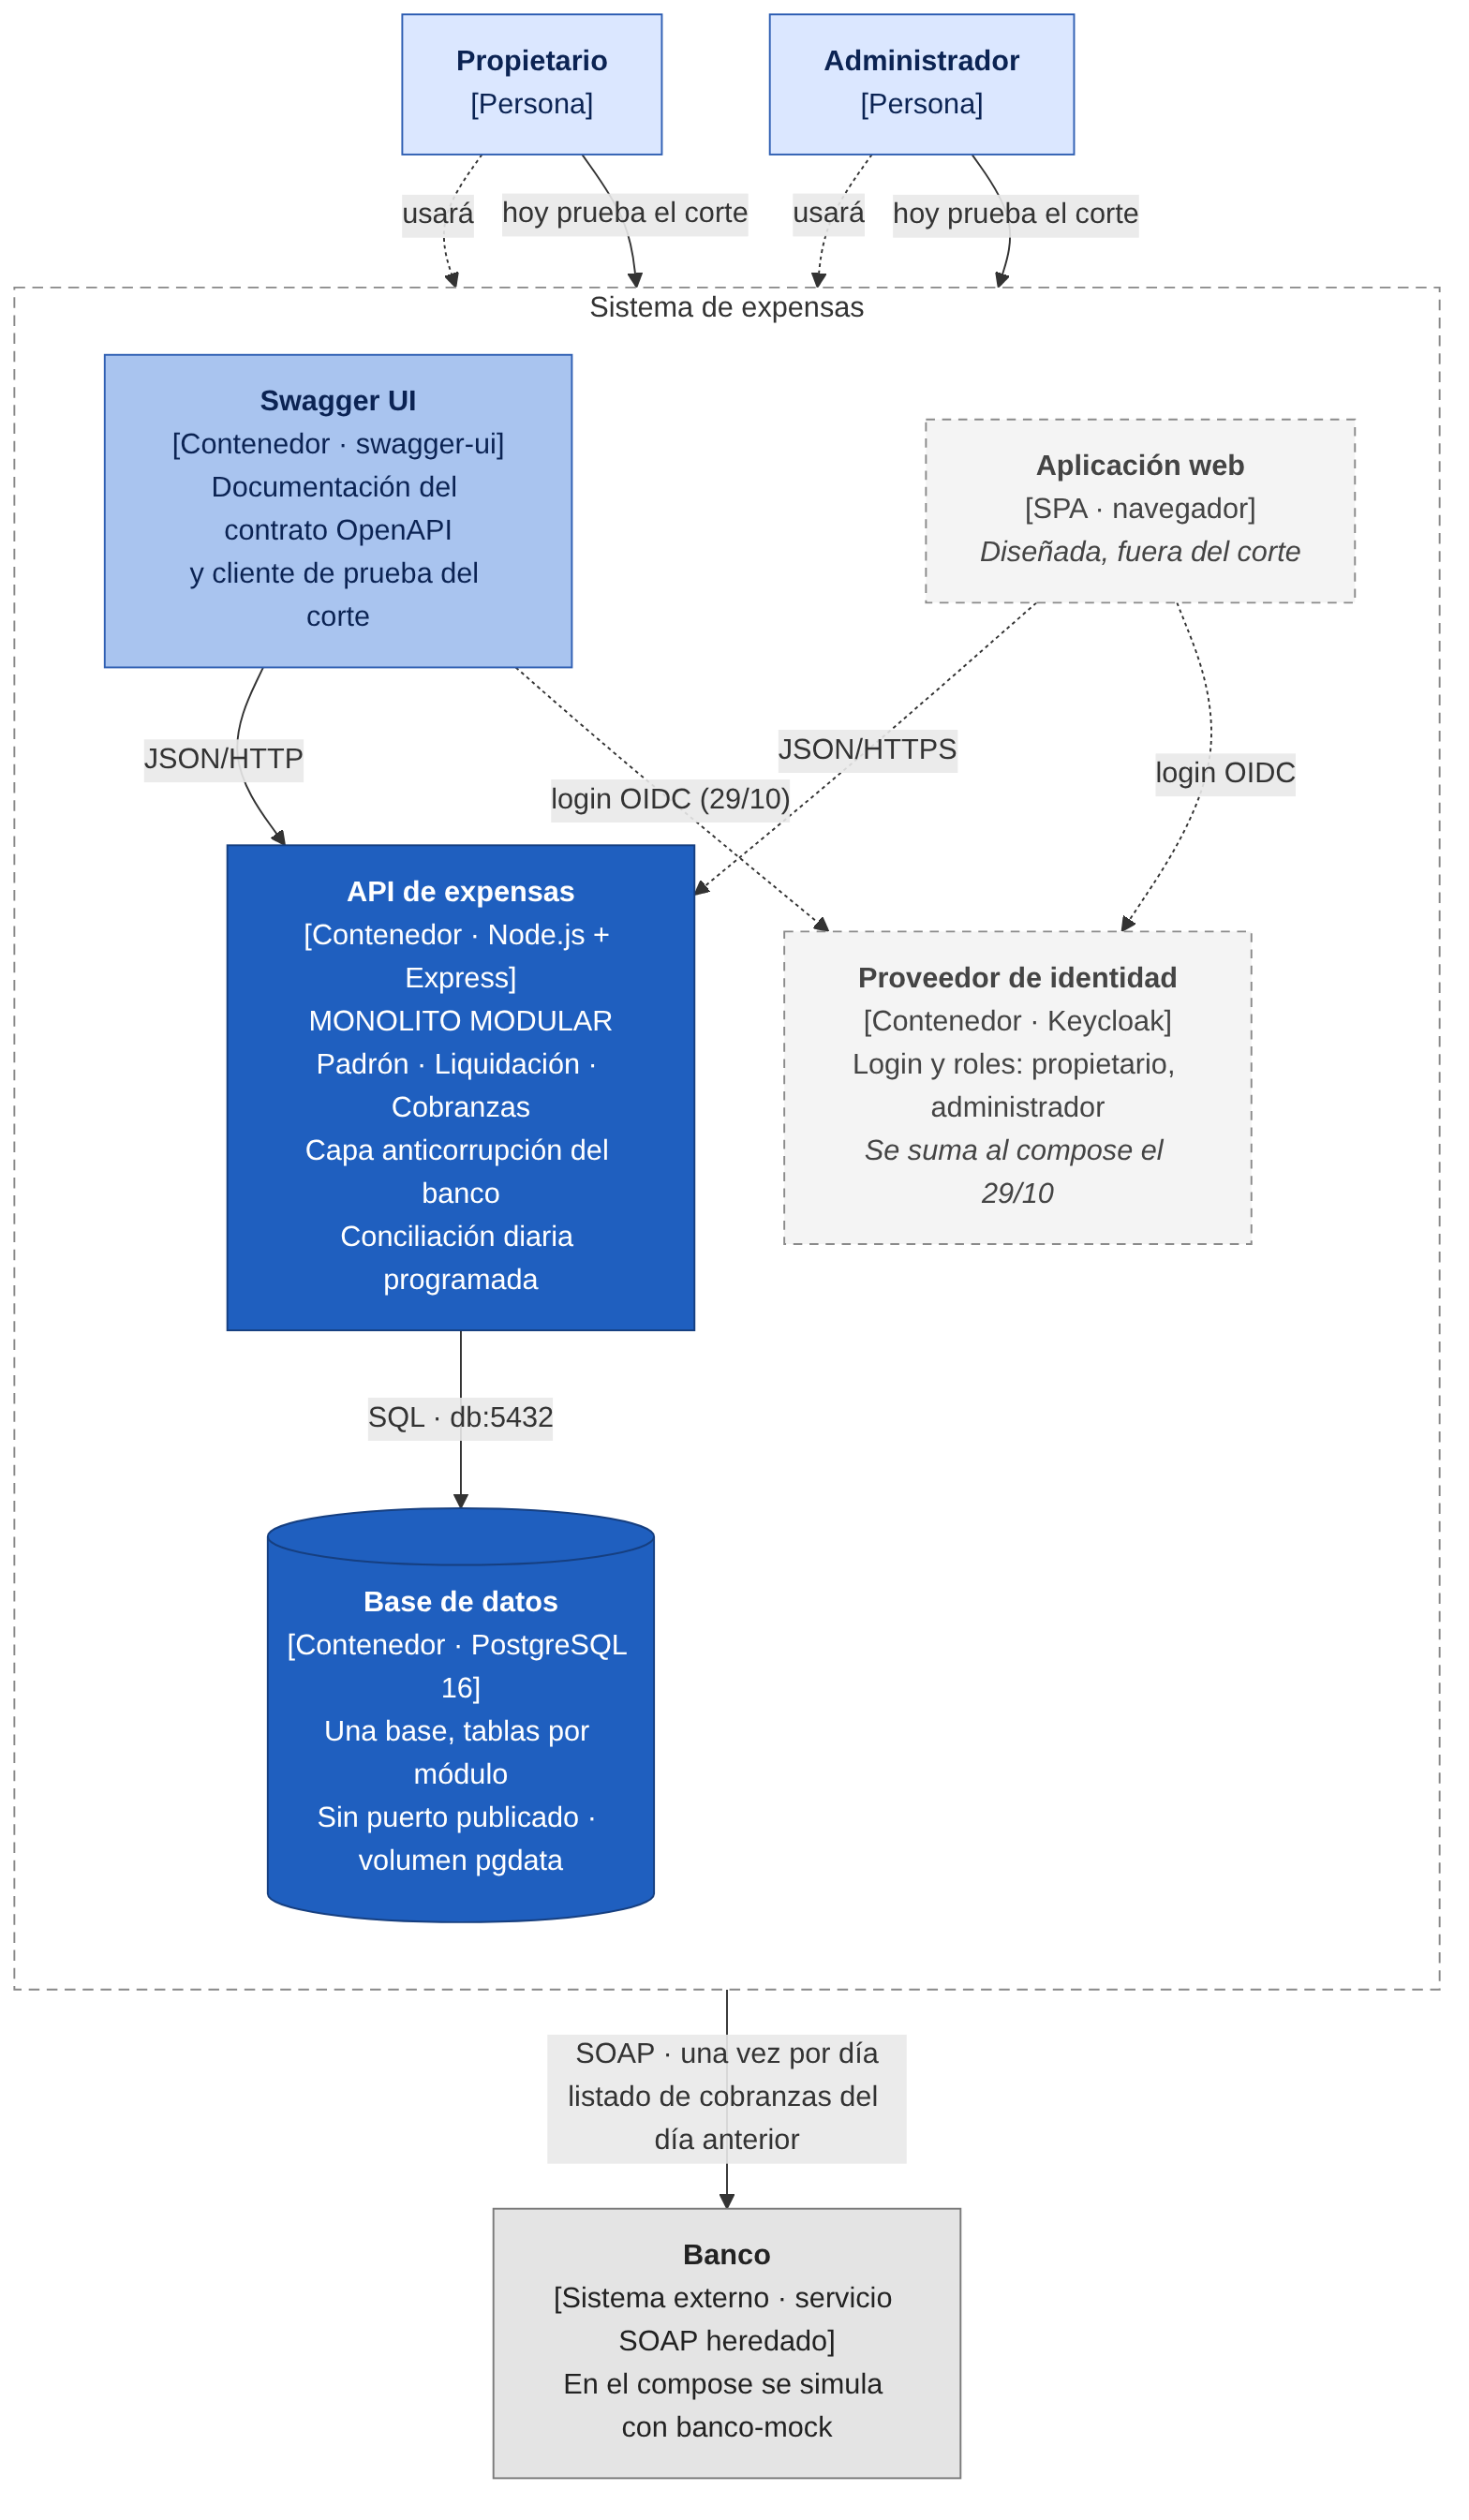 Propietario
[Persona]
Administrador
[Persona]
usará
hoy prueba el corte
usará
hoy prueba el corte
Sistema de expensas
Swagger UI
[Contenedor · swagger-ui]
Documentación del
contrato OpenAPI
y cliente de prueba del
corte
Aplicación web
[SPA · navegador]
Diseñada, fuera del corte
JSON/HTTP
login OIDC (29/10)
JSON/HTTPS
login OIDC
API de expensas
[Contenedor · Node.js +
Express]
MONOLITO MODULAR
Padrón · Liquidación ·
Cobranzas
Capa anticorrupción del
banco
Conciliación diaria
programada
Proveedor de identidad
[Contenedor · Keycloak]
Login y roles: propietario,
administrador
Se suma al compose el
29/10
SQL · db:5432
Base de datos
[Contenedor · PostgreSQL
16]
Una base, tablas por
módulo
Sin puerto publicado ·
volumen pgdata
SOAP · una vez por día
listado de cobranzas del
día anterior
Banco
[Sistema externo · servicio
SOAP heredado]
En el compose se simula
con banco-mock